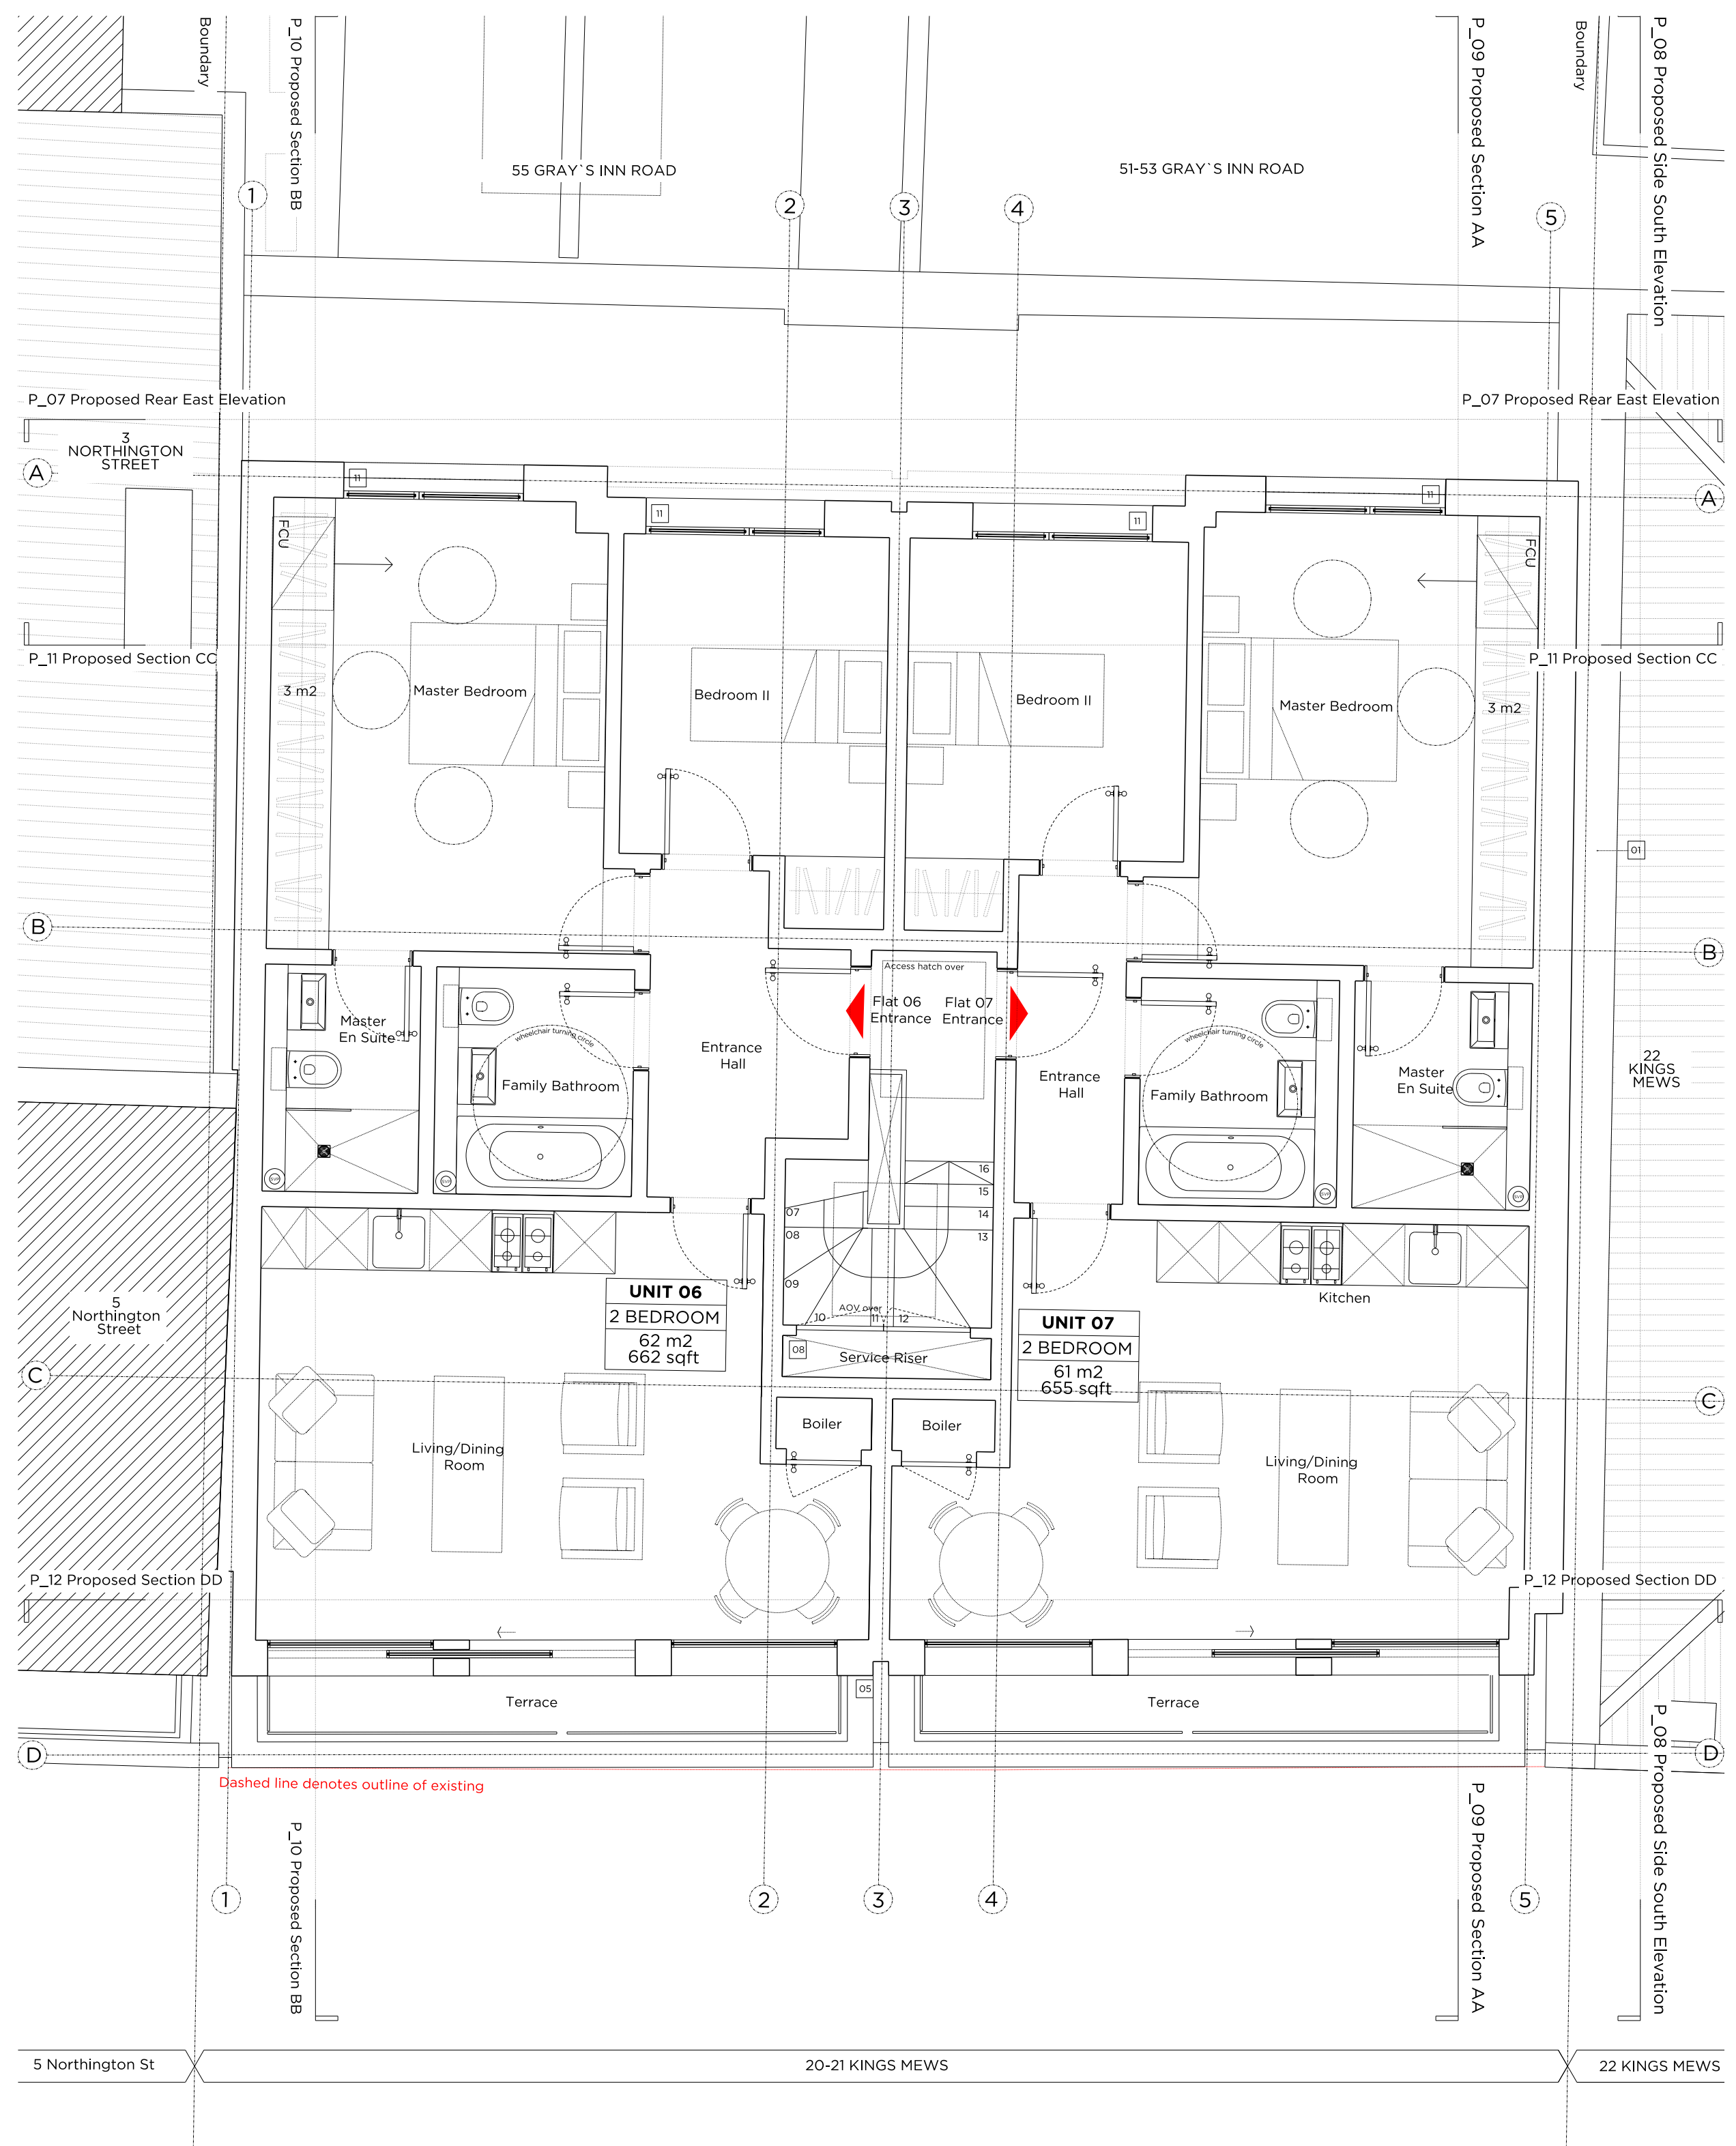 Boundary
P_10 Proposed Section BB
P_09 Proposed Section AA
Boundary
P_08 Proposed Side South Elevation
55 GRAY`S INN ROAD
51-53 GRAY`S INN ROAD
1
2
3
4
5
P_07 Proposed Rear East Elevation
P_07 Proposed Rear East Elevation
3
NORTHINGTON
STREET
A
A
11
11
11
11
FCU
FCU
P_11 Proposed Section CC
P_11 Proposed Section CC
3 m2
Master Bedroom
Bedroom II
Bedroom II
Master Bedroom
3 m2
01
B
B
Access hatch over
Flat 06
Entrance
Flat 07
Entrance
Master
En Suite
wheelchair turning circle
Family Bathroom
Entrance
Hall
Entrance
Hall
wheelchair turning circle
Family Bathroom
Master
En Suite
22
KINGS
MEWS
SVP
SVP
SVP
SVP
16
15
14
13
07
08
09
10
11
12
AOV over
5
Northington
Street
UNIT 06
2 BEDROOM
62 m2
662 sqft
Kitchen
UNIT 07
2 BEDROOM
61 m2
655 sqft
08
Service Riser
C
C
Boiler
Boiler
Living/Dining
Room
Living/Dining
Room
P_12 Proposed Section DD
P_12 Proposed Section DD
Terrace
05
Terrace
D
D
Dashed line denotes outline of existing
P_10 Proposed Section BB
P_09 Proposed Section AA
P_08 Proposed Side South Elevation
1
2
3
4
5
5 Northington St
20-21 KINGS MEWS
22 KINGS MEWS